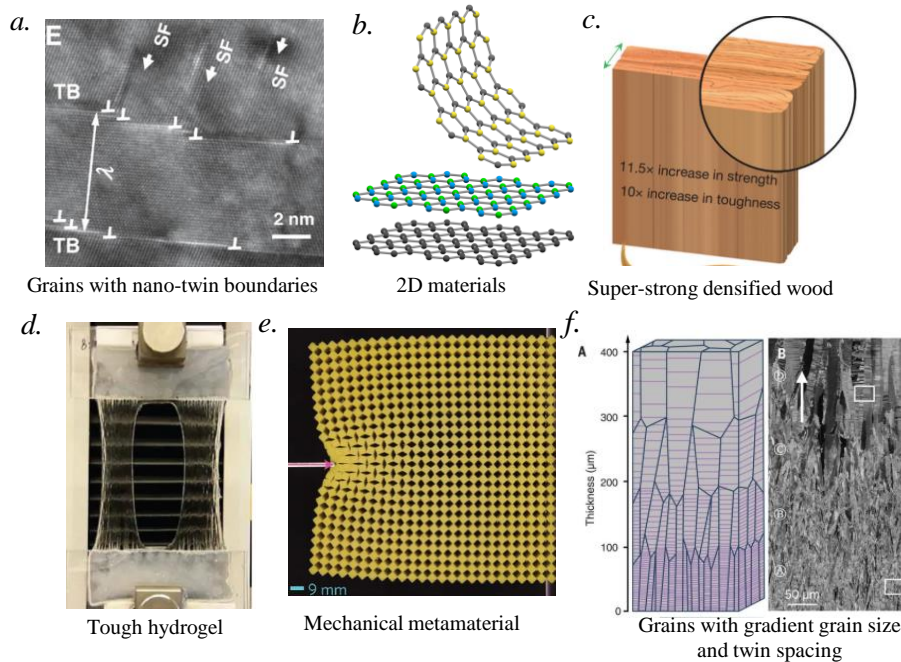 a.
E
SF
SF
SF
TB
λ
TB
2 nm
Grains with nano-twin boundaries
b.
2D materials
c.
11.5× increase in strength
10× increase in toughness
Super-strong densified wood
d.
Tough hydrogel
e.
9 mm
Mechanical metamaterial
f.
A
B
400
300
200
100
0
Thickness (μm)
D
C
B
A
50 μm
Grains with gradient grain size
and twin spacing